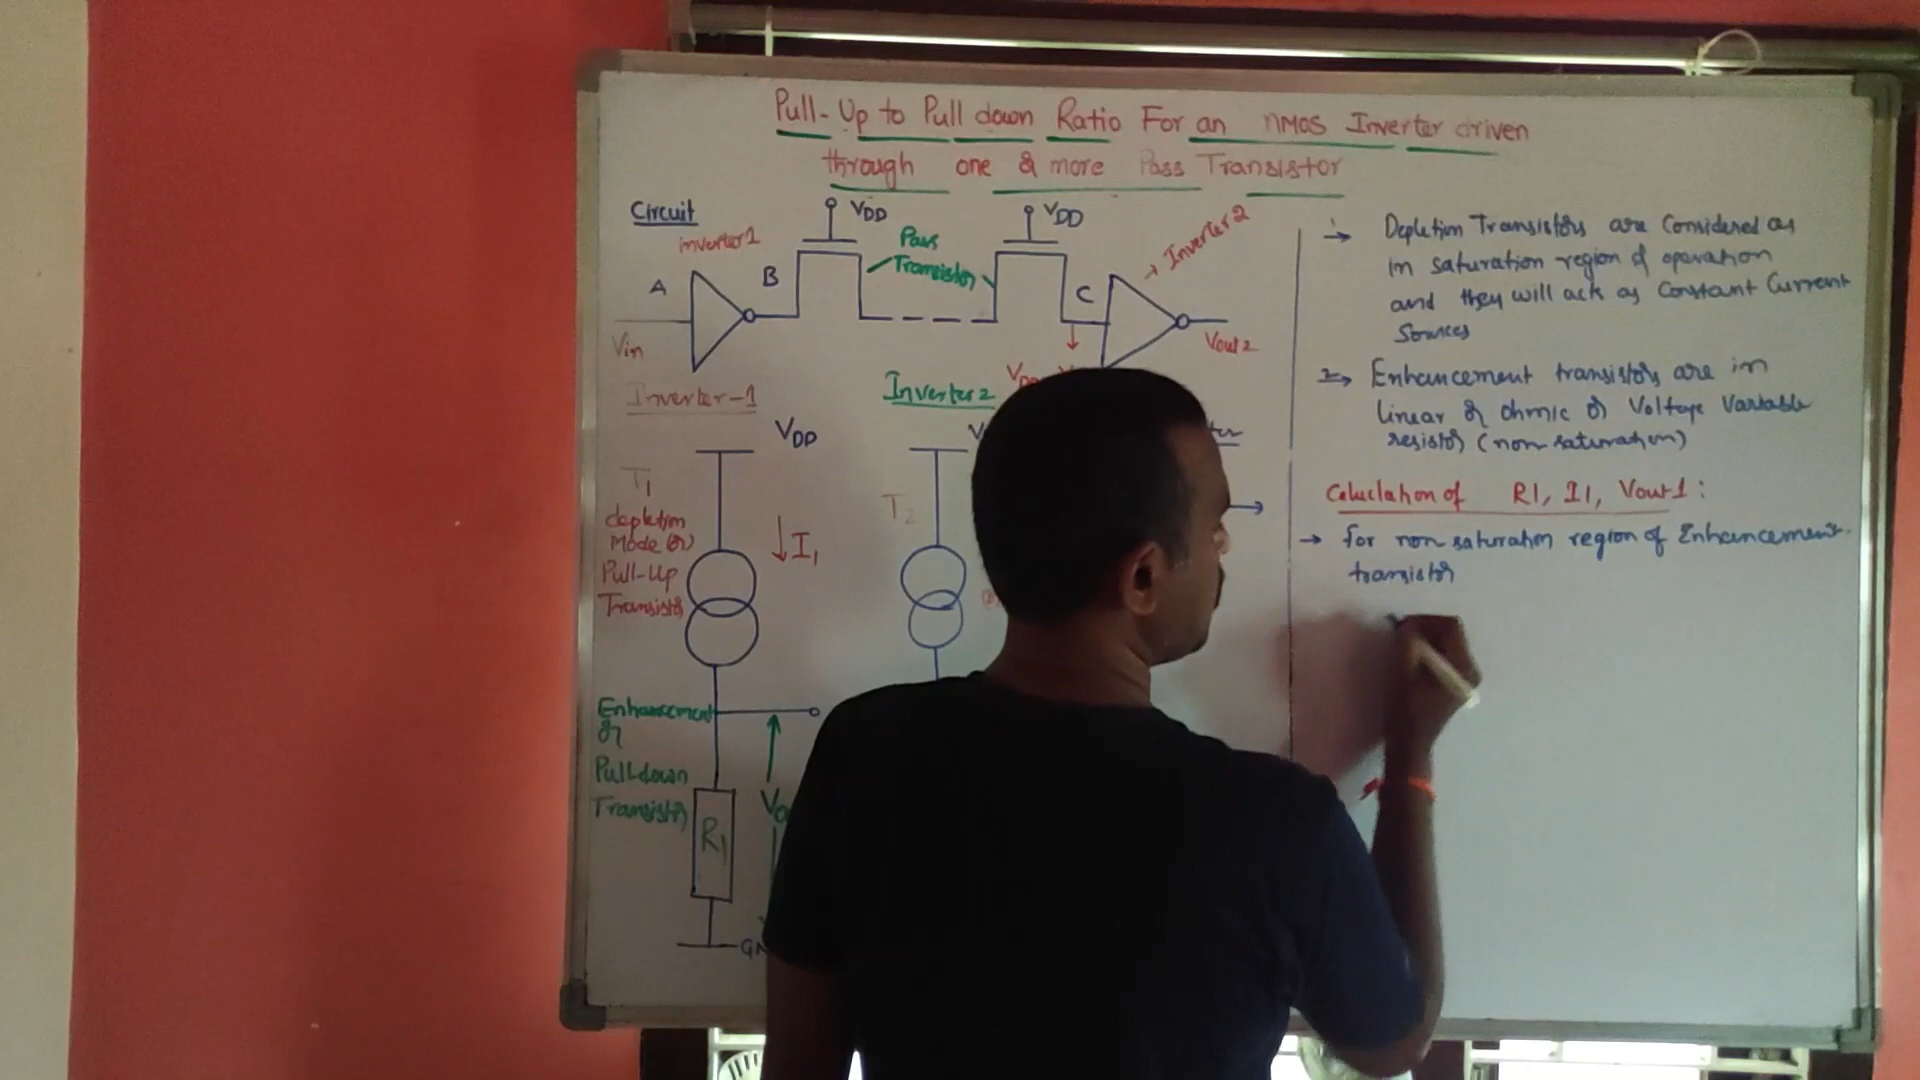 Pull-Up to Pull down Ratio For an nMOS Inverter driven
through one & more Pass Transistor
Circuit
inverter1
VDD
Pass
Transistor
VDD
Inverter2
A
B
C
Vin
Vout2
Inverter-1
VDD
T1
depletion
Mode (or)
Pull-Up
Transistor
I1
Enhancement
or
Pulldown
Transistor
R1
Inverter2
T2
1 → Depletion Transistors are Considered as
in saturation region of operation
and they will act as Constant Current
Sources
2 → Enhancement transistors are in
linear or ohmic or Voltage Variable
resistor (non saturation)
Caluclation of R1, I1, Vout1:
→ for non saturation region of Enhancement
transistor